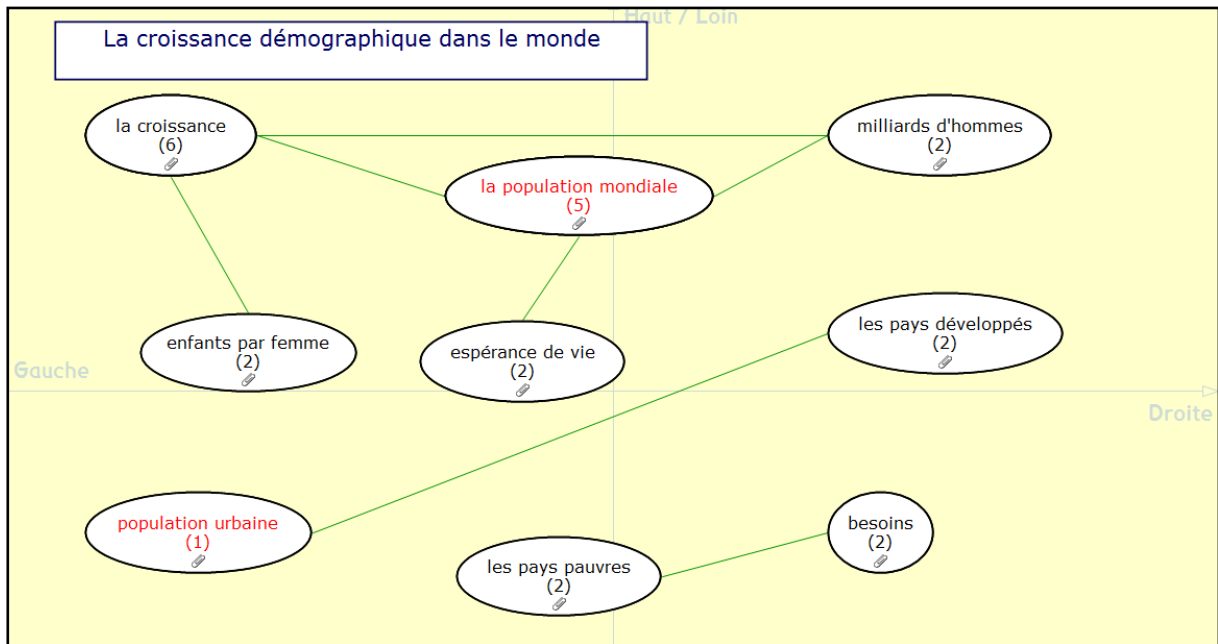 Haut / Loin
La croissance démographique dans le monde
la croissance
(6)
milliards d'hommes
(2)
la population mondiale
(5)
enfants par femme
(2)
espérance de vie
(2)
les pays développés
(2)
Gauche
Droite
population urbaine
(1)
les pays pauvres
(2)
besoins
(2)